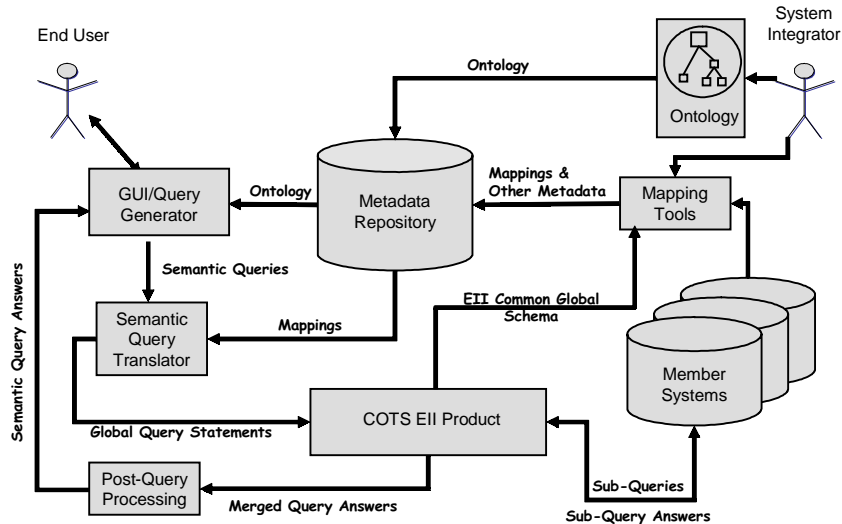 End User
System
Integrator
Ontology
Ontology
Mappings &
Other Metadata
Ontology
GUI/Query
Generator
Metadata
Repository
Mapping
Tools
Semantic Queries
EII Common Global
Schema
Semantic Query Answers
Semantic
Query
Translator
Mappings
Member
Systems
COTS EII Product
Global Query Statements
Post-Query
Processing
Merged Query Answers
Sub-Queries
Sub-Query Answers